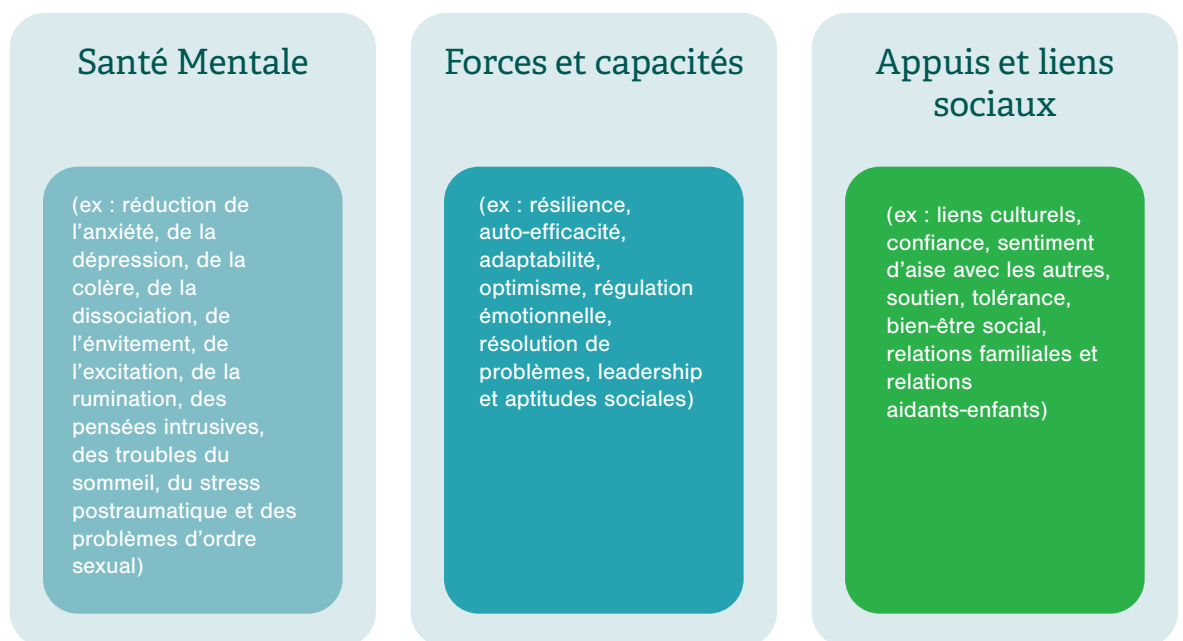 Santé Mentale
(ex : réduction de
l'anxiété, de la
dépression, de la
colère, de la
dissociation, de
l'énvitement, de
l'excitation, de la
rumination, des
pensées intrusives,
des troubles du
sommeil, du stress
postraumatique et des
problèmes d'ordre
sexual)
Forces et capacités
(ex : résilience,
auto-efficacité,
adaptabilité,
optimisme, régulation
émotionnelle,
résolution de
problèmes, leadership
et aptitudes sociales)
Appuis et liens
sociaux
(ex : liens culturels,
confiance, sentiment
d'aise avec les autres,
soutien, tolérance,
bien-être social,
relations familiales et
relations
aidants-enfants)